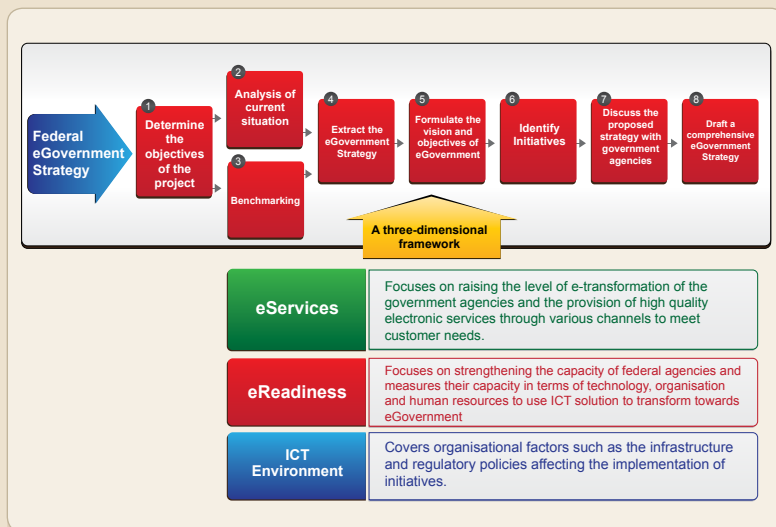 Federal
eGovernment
Strategy
1
Determine
the
objectives
of the
project
2
Analysis of
current
situation
3
Benchmarking
4
Extract the
eGovernment
Strategy
5
Formulate the
vision and
objectives of
eGovernment
6
Identify
Initiatives
7
Discuss the
proposed
strategy with
government
agencies
8
Draft a
comprehensive
eGovernment
Strategy
A three-dimensional
framework
eServices
Focuses on raising the level of e-transformation of the
government agencies and the provision of high quality
electronic services through various channels to meet
customer needs.
eReadiness
Focuses on strengthening the capacity of federal agencies and
measures their capacity in terms of technology, organisation
and human resources to use ICT solution to transform towards
eGovernment
ICT
Environment
Covers organisational factors such as the infrastructure
and regulatory policies affecting the implementation of
initiatives.